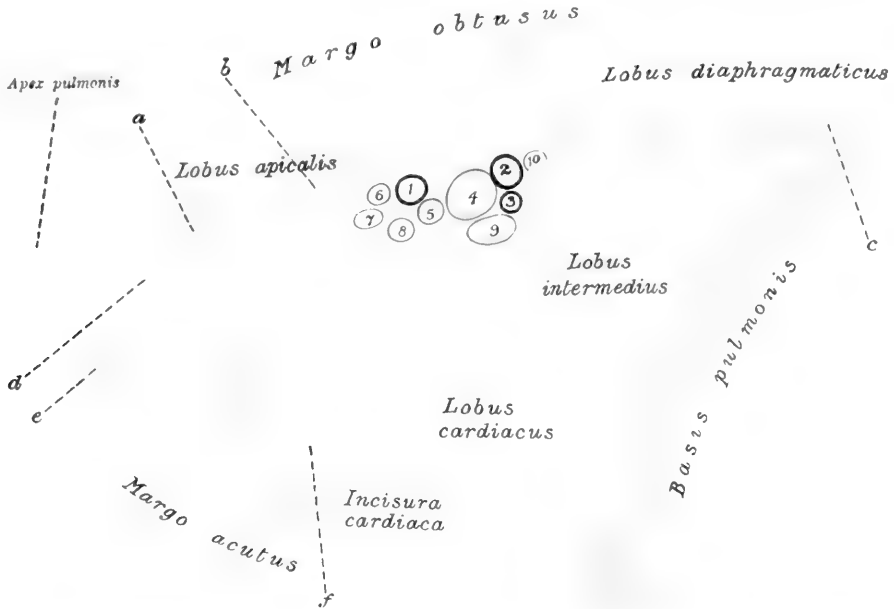 Margo obtusus
b
Lobus diaphragmaticus
Apex pulmonis
a
Lobus apicalis
1
2
3
4
5
6
7
8
9
10
c
Lobus
intermedius
Basis pulmonis
d
e
Lobus
cardiacus
Margo acutus
Incisura
cardiaca
f